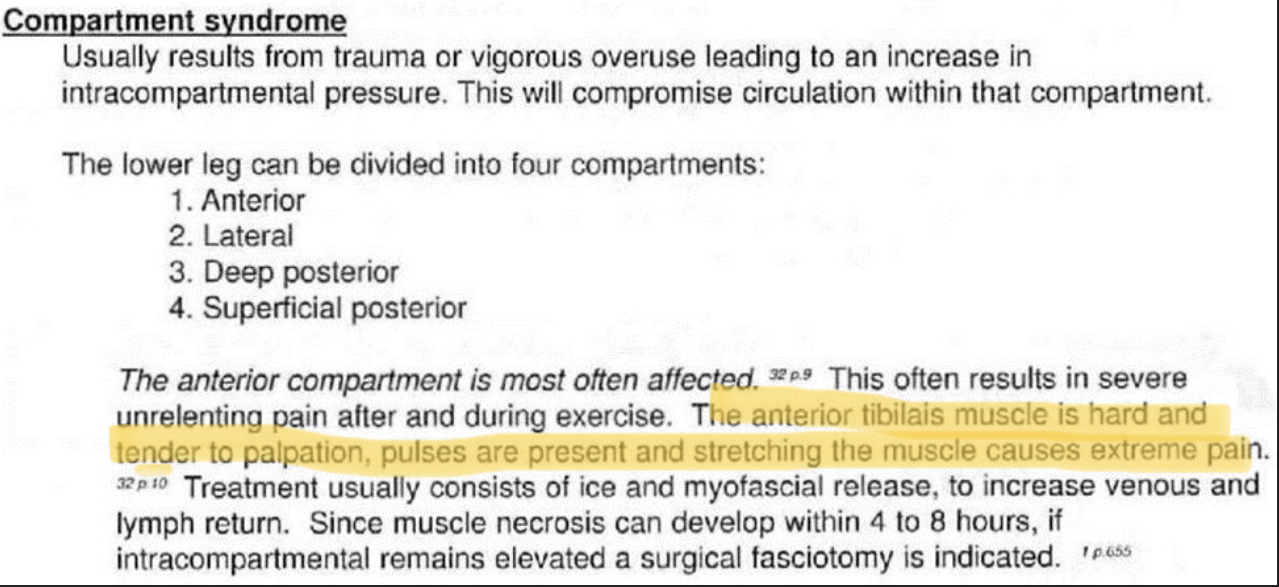 Compartment syndrome
Usually results from trauma or vigorous overuse leading to an increase in
intracompartmental pressure. This will compromise circulation within that compartment.
The lower leg can be divided into four compartments:
1. Anterior
2. Lateral
3. Deep posterior
4. Superficial posterior
The anterior compartment is most often affected. 32 p.9 This often results in severe
unrelenting pain after and during exercise. The anterior tibilais muscle is hard and
tender to palpation, pulses are present and stretching the muscle causes extreme pain.
32 p.10 Treatment usually consists of ice and myofascial release, to increase venous and
lymph return. Since muscle necrosis can develop within 4 to 8 hours, if
intracompartmental remains elevated a surgical fasciotomy is indicated. 1 p.655